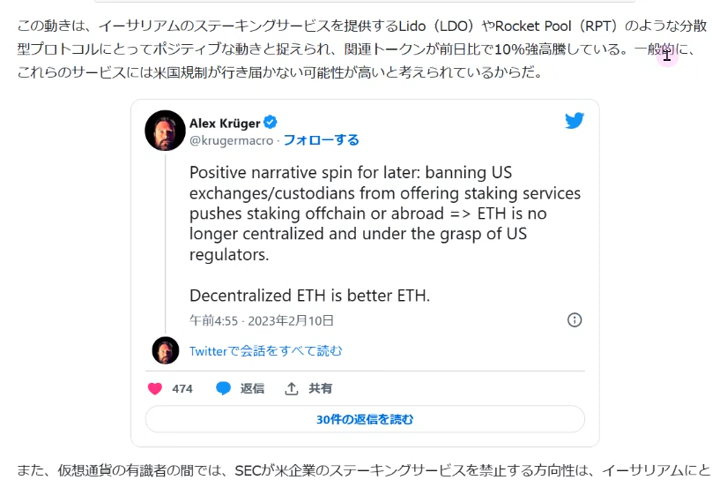 この動きは、イーサリアムのステーキングサービスを提供するLido（LDO）やRocket Pool（RPT）のような分散
型プロトコルにとってポジティブな動きと捉えられ、関連トークンが前日比で10%強高騰している。一般的に、
これらのサービスには米国規制が行き届かない可能性が高いと考えられているからだ。
Alex Krüger
@krugermacro · フォローする
Positive narrative spin for later: banning US
exchanges/custodians from offering staking services
pushes staking offchain or abroad => ETH is no
longer centralized and under the grasp of US
regulators.
Decentralized ETH is better ETH.
午前4:55 · 2023年2月10日
Twitterで会話をすべて読む
474 返信 共有
30件の返信を読む
また、仮想通貨の有識者の間では、SECが米企業のステーキングサービスを禁止する方向性は、イーサリアムにと